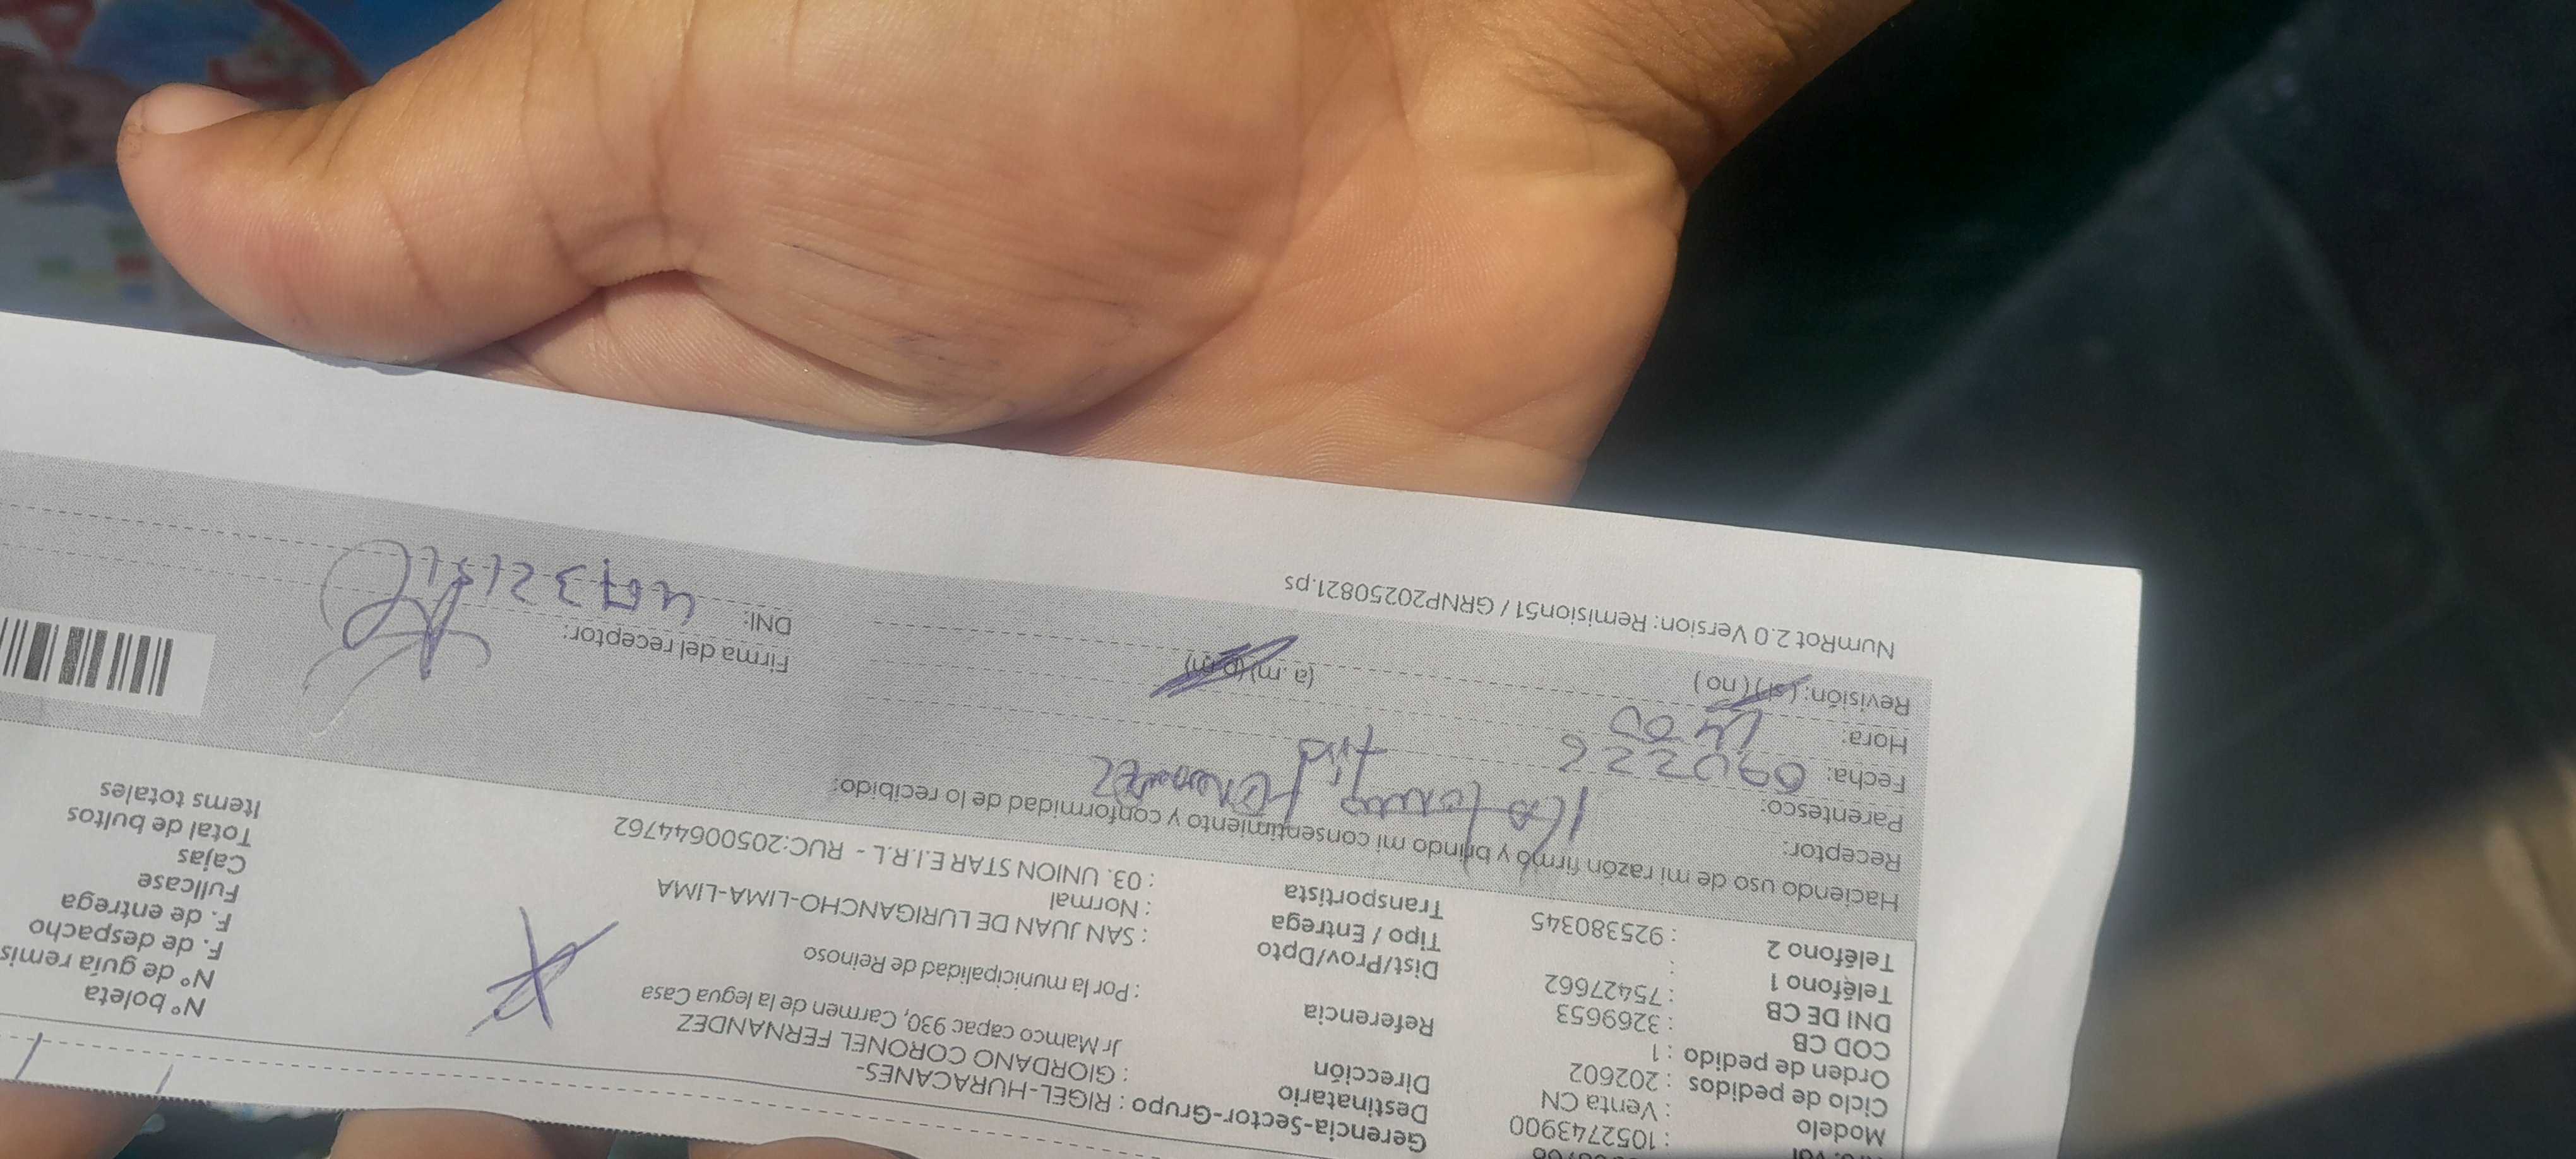 Gerencia-Sector-Grupo : RIGEL-HURACANES-
Destinatario : GIORDANO CORONEL FERNANDEZ
Dirección Jr Mamco capac 930, Carmen de la legua Casa
Referencia : Por la municipalidad de Reinoso
Dist/Prov/Dpto : SAN JUAN DE LURIGANCHO-LIMA-LIMA
Tipo / Entrega : Normal
Transportista : 03. UNION STAR E.I.R.L - RUC:20500644762
Modelo : 1052743900
Ciclo de pedidos : Venta CN
Orden de pedido : 202602
COD CB : 1
DNI DE CB : 3269653
Teléfono 1 : 75427662
Teléfono 2 : 925380345
Nº boleta
Nº de guía remis
F. de despacho
F. de entrega
Fullcase
Cajas
Total de bultos
Items totales
Haciendo uso de mi razón firmo y brindo mi consentimiento y conformidad de lo recibido:
Receptor:
Parentesco:
Fecha: 090226
Hora: 14 00 (a. m) (p.m)
Revisión: (si) (no)
Firma del receptor:
DNI:
NumRot 2.0 Version: Remision51 / GRNP20250821.ps